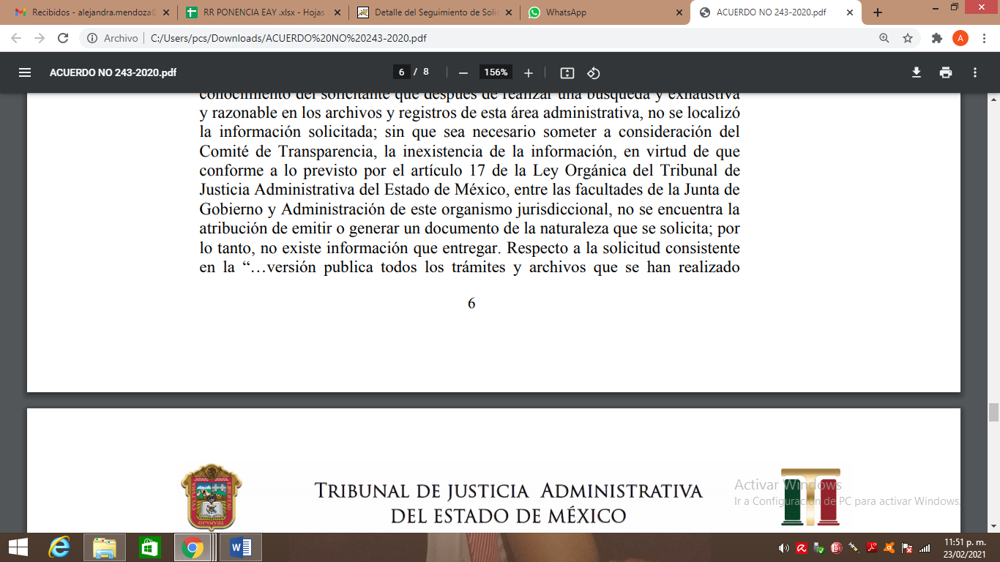 Recibidos - alejandra.mendoza@
RR PONENCIA EAY .xlsx - Hojas
Detalle del Seguimiento de Solic
WhatsApp
ACUERDO NO 243-2020.pdf
Archivo
C:/Users/pcs/Downloads/ACUERDO%20NO%20243-2020.pdf
A
ACUERDO NO 243-2020.pdf
6 / 8
156%
conocimiento del solicitante que después de realizar una búsqueda y exhaustiva
y razonable en los archivos y registros de esta área administrativa, no se localizó
la información solicitada; sin que sea necesario someter a consideración del
Comité de Transparencia, la inexistencia de la información, en virtud de que
conforme a lo previsto por el artículo 17 de la Ley Orgánica del Tribunal de
Justicia Administrativa del Estado de México, entre las facultades de la Junta de
Gobierno y Administración de este organismo jurisdiccional, no se encuentra la
atribución de emitir o generar un documento de la naturaleza que se solicita; por
lo tanto, no existe información que entregar. Respecto a la solicitud consistente
en la “…versión publica todos los trámites y archivos que se han realizado
6
TRIBUNAL DE JUSTICIA ADMINISTRATIVA
DEL ESTADO DE MÉXICO
Activar Windows
Ir a Configuración de PC para activar Windows.
11:51 p. m.
23/02/2021